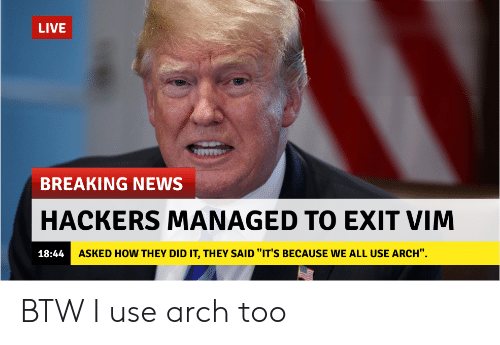 LIVE
BREAKING NEWS
HACKERS MANAGED TO EXIT VIM
18:44 ASKED HOW THEY DID IT, THEY SAID "IT'S BECAUSE WE ALL USE ARCH".
BTW I use arch too